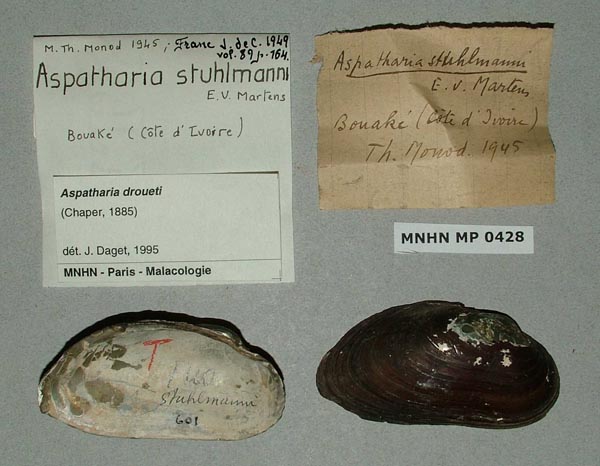 M. Th. Monod 1945, Franc J. de C. 1949
vol. 89 p. 164.
Aspatharia stuhlmanni
E. V. Martens
Bouaké (Côte d'Ivoire)
Aspatharia droueti
(Chaper, 1885)
dét. J. Daget, 1995
MNHN - Paris - Malacologie
Aspatharia stuhlmanni
E. V. Martens
Bouaké (Côte d'Ivoire)
Th. Monod. 1945
MNHN MP 0428
T
stuhlmanni
601